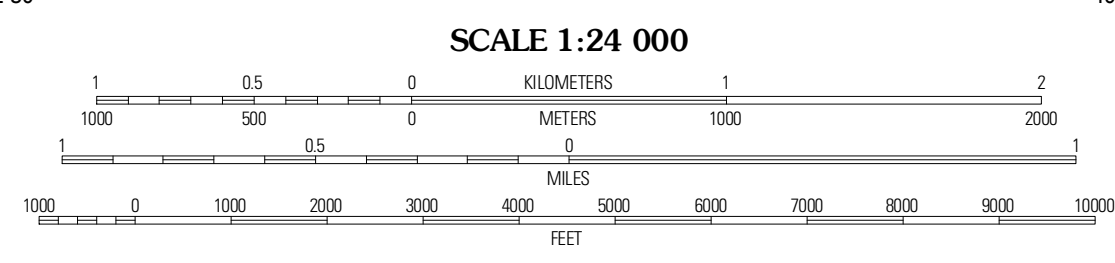 SCALE 1:24 000
1 0.5 0 KILOMETERS 1 2
1000 500 0 METERS 1000 2000
1 0.5 0 1
MILES
1000 0 1000 2000 3000 4000 5000 6000 7000 8000 9000 10000
FEET